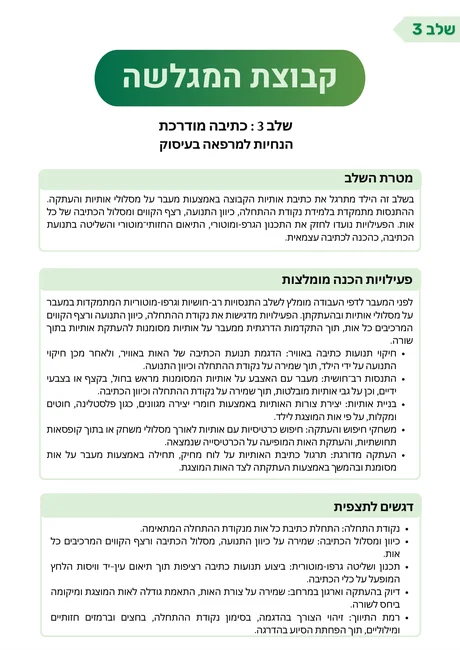 שלב 3
קבוצת המגלשה
שלב 3 : כתיבה מודרכת
הנחיות למרפאה בעיסוק
מטרת השלב
בשלב זה הילד מתרגל את כתיבת אותיות הקבוצה באמצעות מעבר על מסלולי אותיות והעתקה.
ההתנסות מתמקדת בלמידת נקודת ההתחלה, כיוון התנועה, רצף הקווים ומסלול הכתיבה של כל
אות. הפעילויות נועדו לחזק את התכנון הגרפו-מוטורי, התיאום החזותי־מוטורי והשליטה בתנועת
הכתיבה, כהכנה לכתיבה עצמאית.
פעילויות הכנה מומלצות
לפני המעבר לדפי העבודה מומלץ לשלב התנסויות רב-חושיות וגרפו-מוטוריות המתמקדות במעבר
על מסלולי אותיות ובהעתקתן. הפעילויות מדגישות את נקודת ההתחלה, כיוון התנועה ורצף הקווים
המרכיבים כל אות, תוך התקדמות הדרגתית ממעבר על אותיות מסומנות להעתקת אותיות בתוך
שורה.
• חיקוי תנועות כתיבה באוויר: הדגמת תנועת הכתיבה של האות באוויר, ולאחר מכן חיקוי
התנועה על ידי הילד, תוך שמירה על נקודת ההתחלה וכיוון התנועה.
• התנסות רב־חושית: מעבר עם האצבע על אותיות המסומנות מראש בחול, בקצף או בצבעי
ידיים, וכן על גבי אותיות מובלטות, תוך שמירה על נקודת ההתחלה וכיוון הכתיבה.
• בניית אותיות: יצירת צורות האותיות באמצעות חומרי יצירה מגוונים, כגון פלסטלינה, חוטים
ומקלות, על פי אות המוצגת לילד.
• משחקי חיפוש והעתקה: חיפוש כרטיסיות עם אותיות לאורך מסלולי משחק או בתוך קופסאות
תחושתיות, והעתקת האות המופיעה על הכרטיסייה שנמצאה.
• העתקה מדורגת: תרגול כתיבת האותיות על לוח מחיק, תחילה באמצעות מעבר על אות
מסומנת ובהמשך באמצעות העתקתה לצד האות המוצגת.
דגשים לתצפית
• נקודת התחלה: התחלת כתיבת כל אות מנקודת ההתחלה המתאימה.
• כיוון ומסלול הכתיבה: שמירה על כיוון התנועה, מסלול הכתיבה ורצף הקווים המרכיבים כל
אות.
• תכנון ושליטה גרפו-מוטורית: ביצוע תנועות כתיבה רציפות תוך תיאום עין-יד וויסות הלחץ
המופעל על כלי הכתיבה.
• דיוק בהעתקה וארגון במרחב: שמירה על צורת האות, התאמת גודלה לאות המוצגת ומיקומה
ביחס לשורה.
• רמת התיווך: זיהוי הצורך בהדגמה, בסימון נקודת ההתחלה, בחצים וברמזים חזותיים
ומילוליים, תוך הפחתת הסיוע בהדרגה.